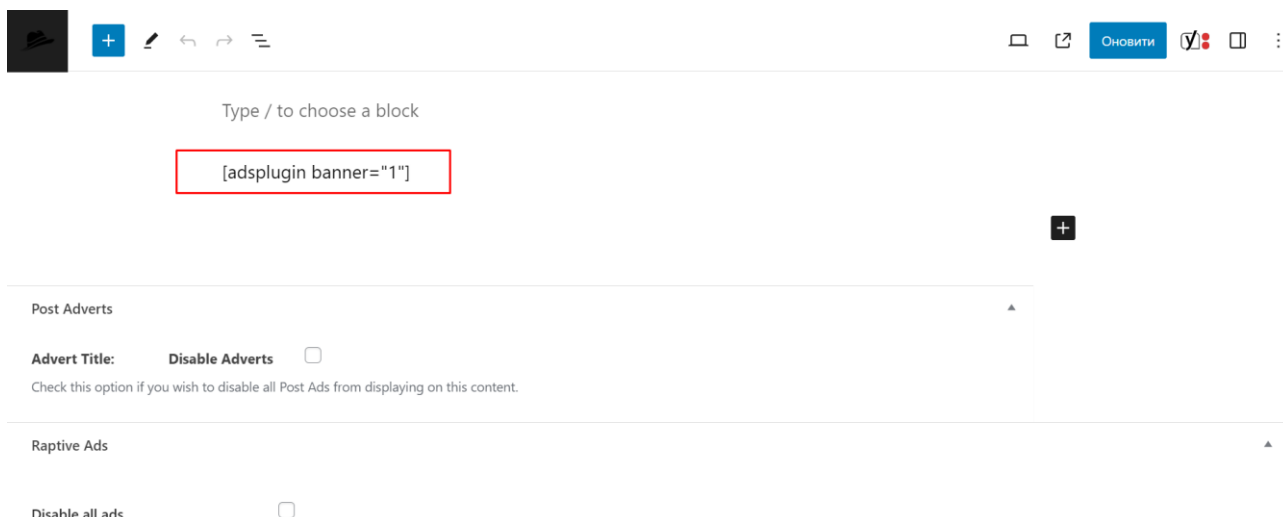 Оновити
Type / to choose a block
[adsplugin banner="1"]
Post Adverts
Advert Title: Disable Adverts
Check this option if you wish to disable all Post Ads from displaying on this content.
Raptive Ads
Disable all ads